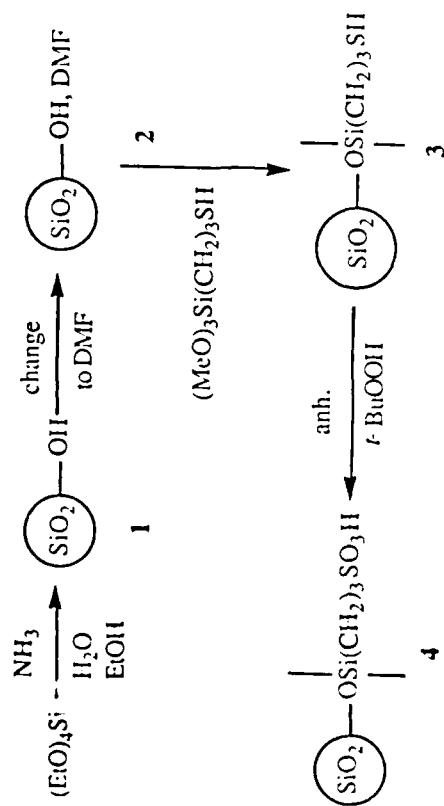 (EtO)4Si
NH3
H2O
EtOH
SiO2
OH
1
change
to DMF
SiO2
OH, DMF
2
(MeO)3Si(CH2)3SH
SiO2
OSi(CH2)3SH
3
anh.
t-BuOOH
SiO2
OSi(CH2)3SO3H
4